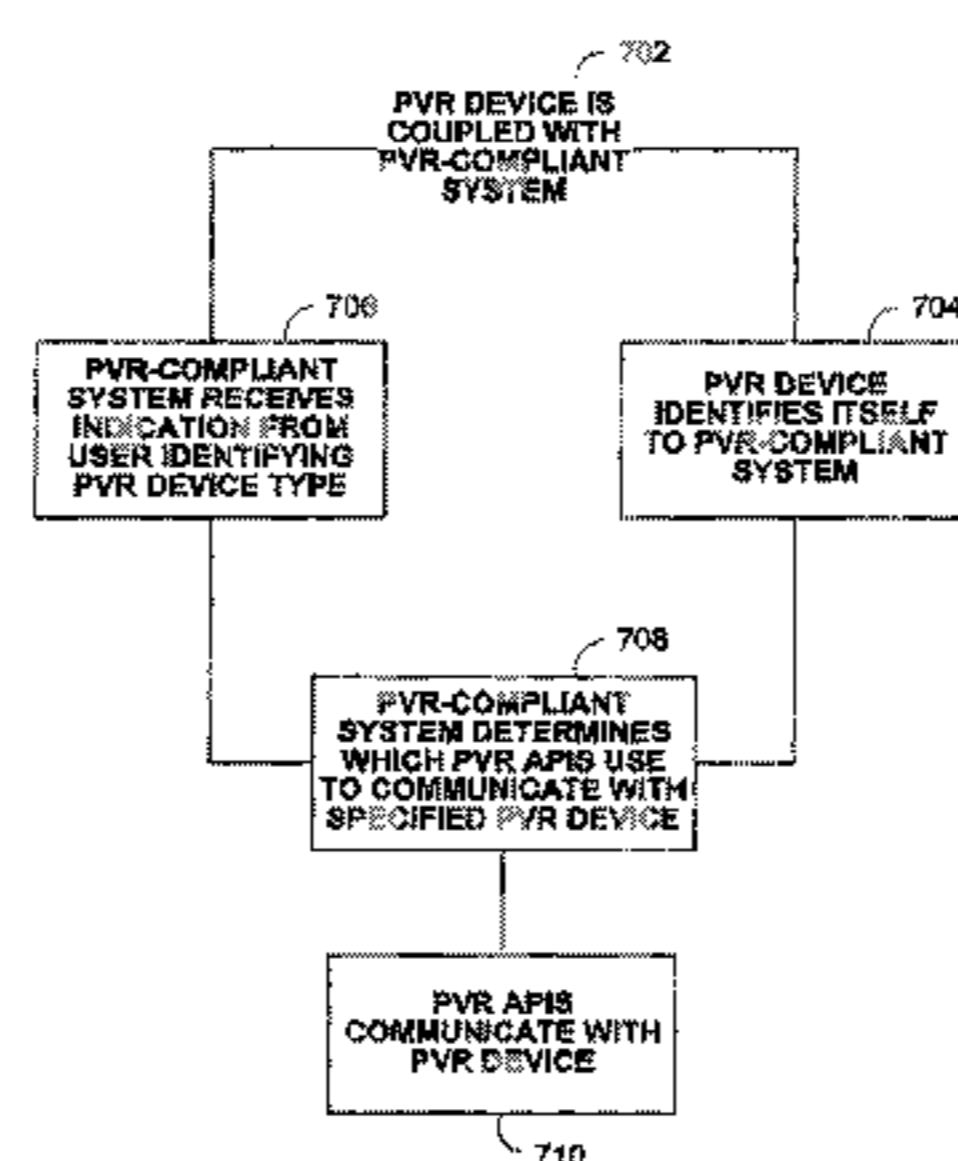 702
PVR DEVICE IS
COUPLED WITH
PVR-COMPLIANT
SYSTEM
706
PVR-COMPLIANT
SYSTEM RECEIVES
INDICATION FROM
USER IDENTIFYING
PVR DEVICE TYPE
704
PVR DEVICE
IDENTIFIES ITSELF
TO PVR-COMPLIANT
SYSTEM
708
PVR-COMPLIANT
SYSTEM DETERMINES
WHICH PVR APIS USE
TO COMMUNICATE WITH
SPECIFIED PVR DEVICE
PVR APIS
COMMUNICATE WITH
PVR DEVICE
710